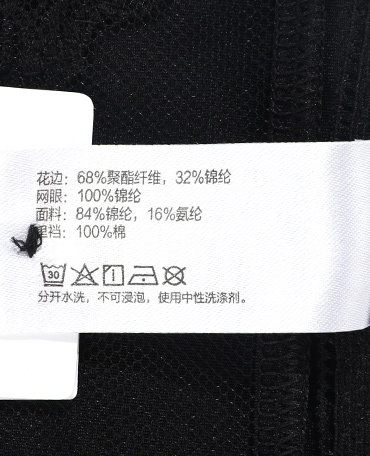 花边：68%聚酯纤维，32%锦纶
网眼：100%锦纶
面料：84%锦纶，16%氨纶
里裆：100%棉
30
分开水洗，不可浸泡，使用中性洗涤剂。